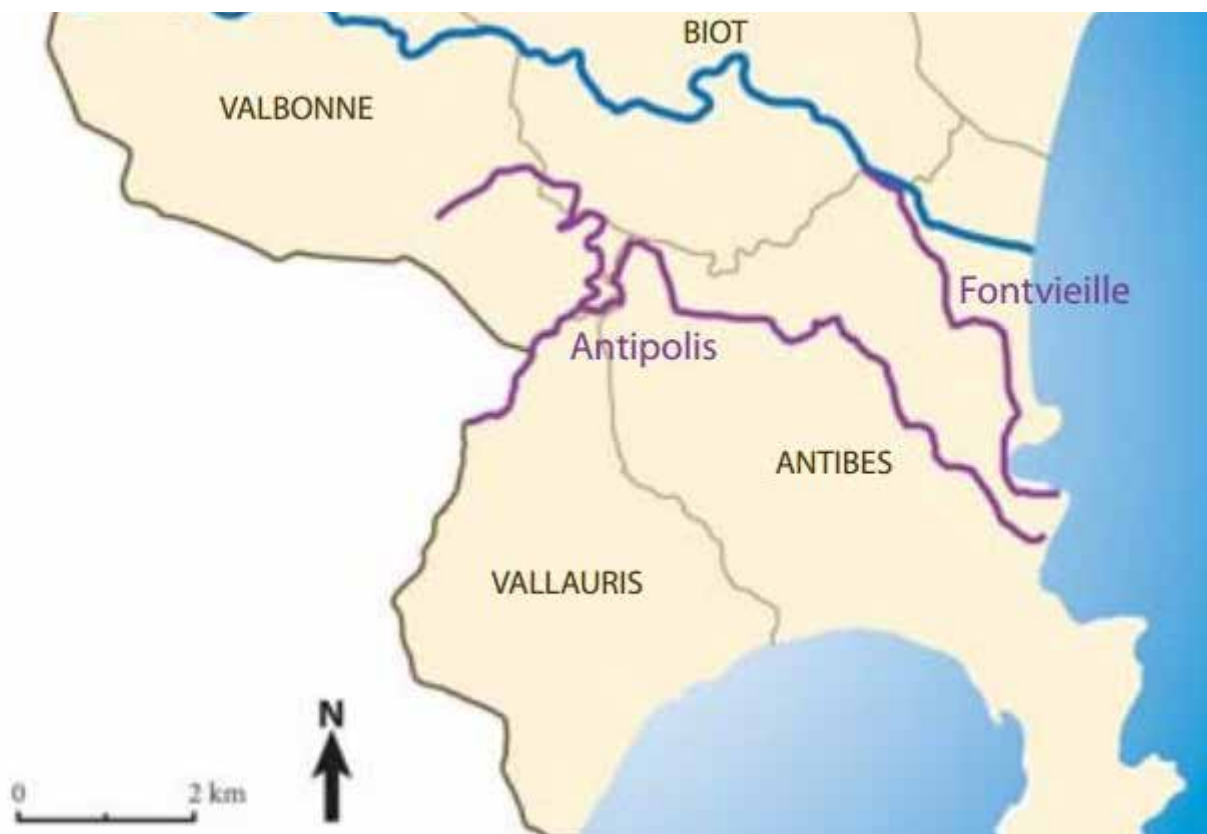 BIOT
VALBONNE
Fontvieille
Antipolis
ANTIBES
VALLAURIS
N
0 2 km